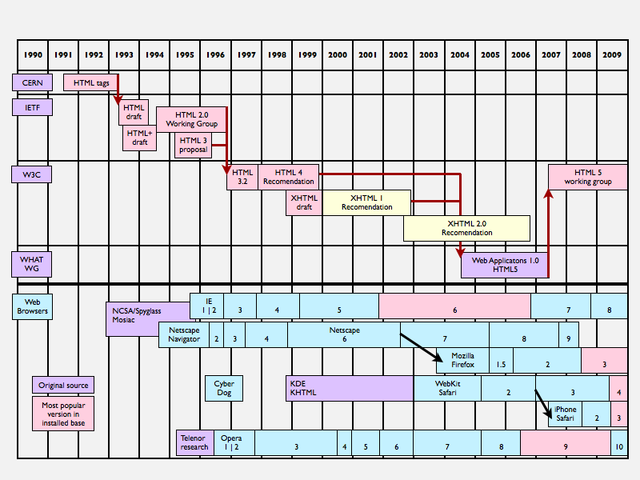 1990 1991 1992 1993 1994 1995 1996 1997 1998 1999 2000 2001 2002 2003 2004 2005 2006 2007 2008 2009
CERN
HTML tags
IETF
HTML
draft
HTML+
draft
HTML 2.0
Working Group
HTML 3
proposal
W3C
HTML
3.2
HTML 4
Recomendation
HTML 5
working group
XHTML
draft
XHTML 1
Recomendation
XHTML 2.0
Recomendation
WHAT
WG
Web Applicatons 1.0
HTML5
Web
Browsers
NCSA/Spyglass
Mosiac
IE
1 | 2
3
4
5
6
7
8
Netscape
Navigator
2
3
4
Netscape
6
7
8
9
Mozilla
Firefox
1.5
2
3
Original source
Most popular
version in
installed base
Cyber
Dog
KDE
KHTML
WebKit
Safari
2
3
4
iPhone
Safari
2
3
Telenor
research
Opera
1 | 2
3
4
5
6
7
8
9
10